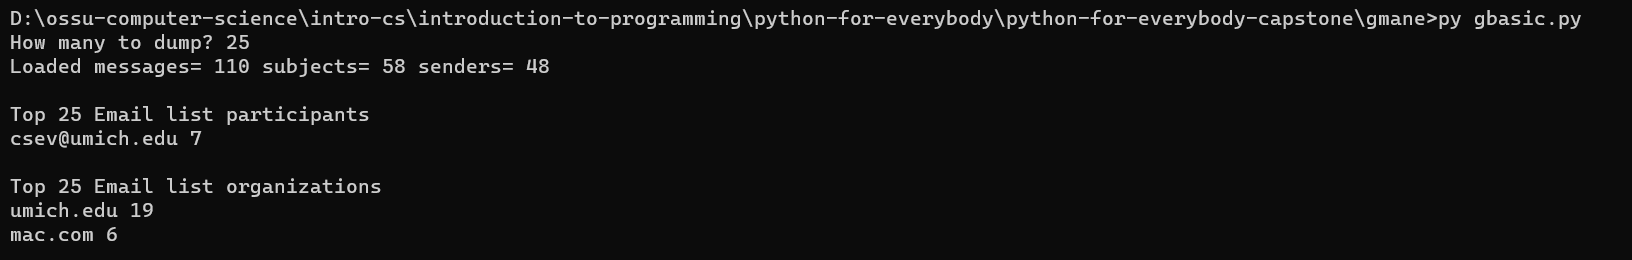 D:\ossu-computer-science\intro-cs\introduction-to-programming\python-for-everybody\python-for-everybody-capstone\gmane>py gbasic.py
How many to dump? 25
Loaded messages= 110 subjects= 58 senders= 48
Top 25 Email list participants
csev@umich.edu 7
Top 25 Email list organizations
umich.edu 19
mac.com 6